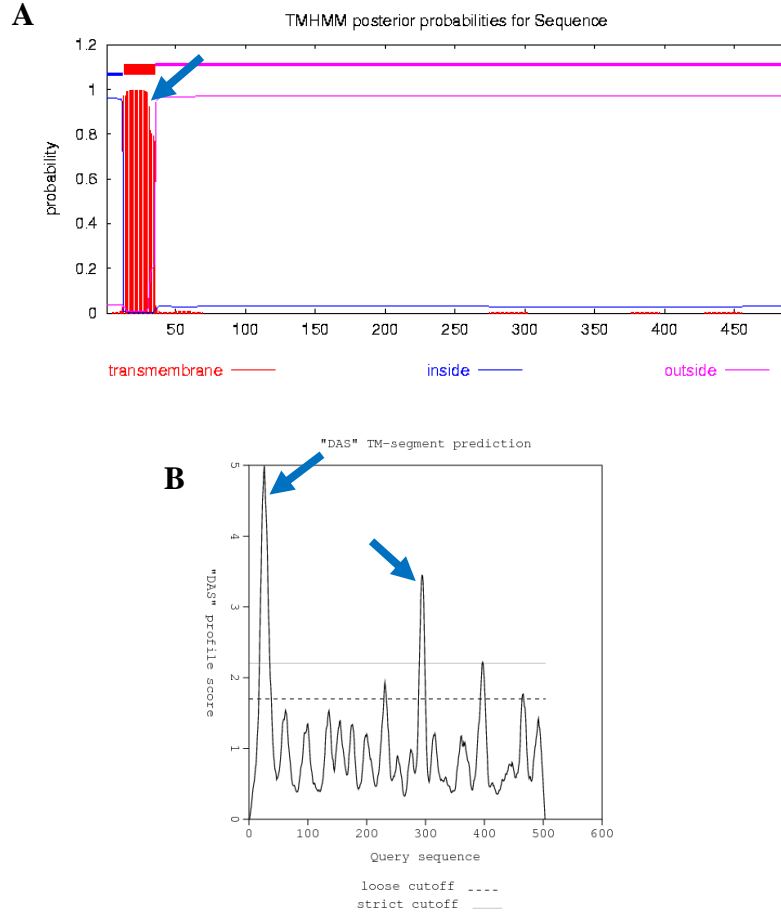 A
TMHMM posterior probabilities for Sequence
1.2
1
0.8
0.6
0.4
0.2
0
probability
50 100 150 200 250 300 350 400 450
transmembrane inside outside
B
"DAS" TM-segment prediction
5
4
3
2
1
0
"DAS" profile score
0 100 200 300 400 500 600
Query sequence
loose cutoff
strict cutoff